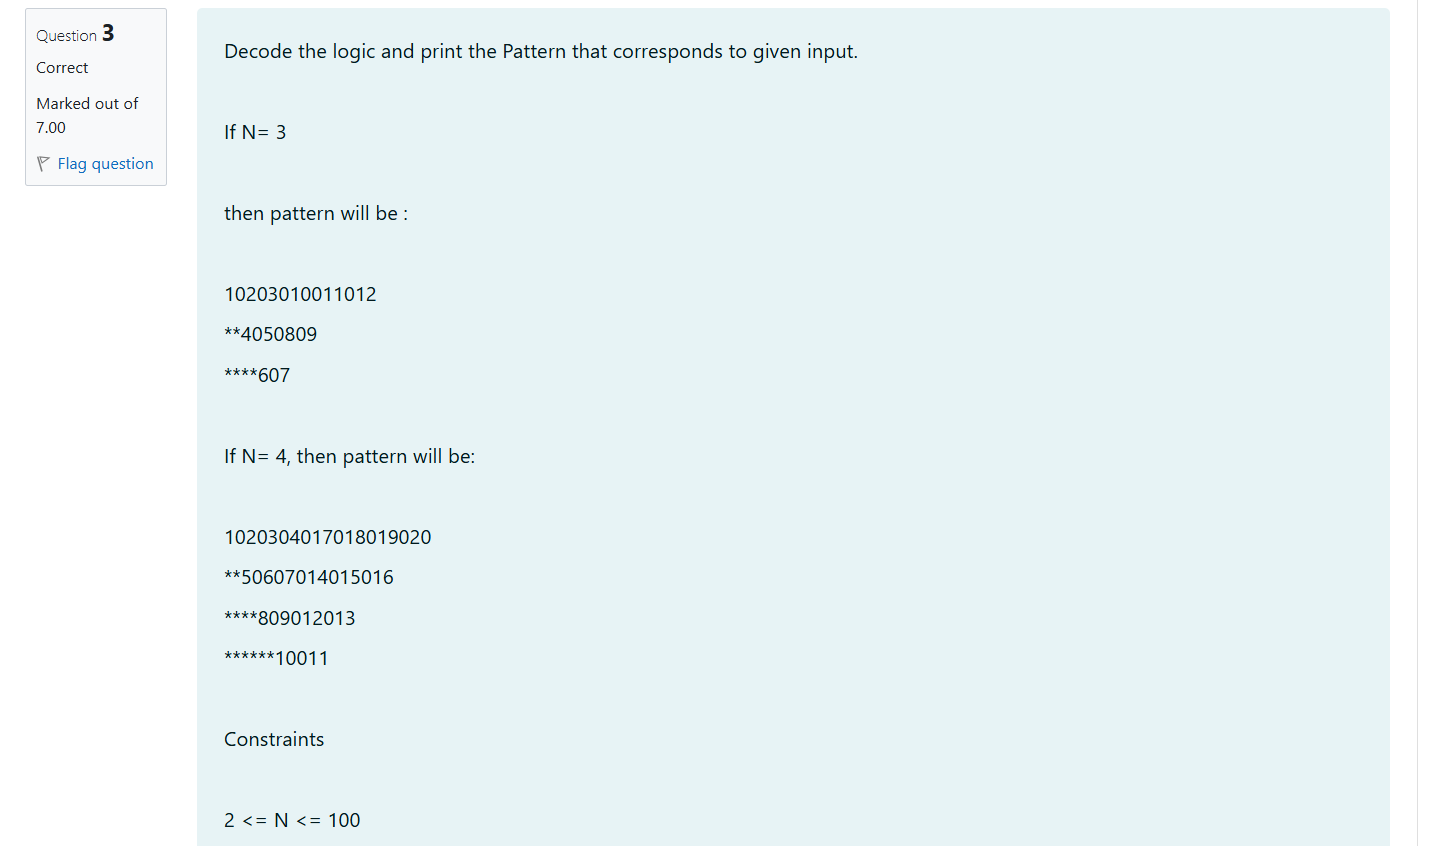 Question 3
Correct
Marked out of
7.00
Flag question
Decode the logic and print the Pattern that corresponds to given input.
If N= 3
then pattern will be :
10203010011012
**4050809
****607
If N= 4, then pattern will be:
1020304017018019020
**50607014015016
****809012013
******10011
Constraints
2 <= N <= 100